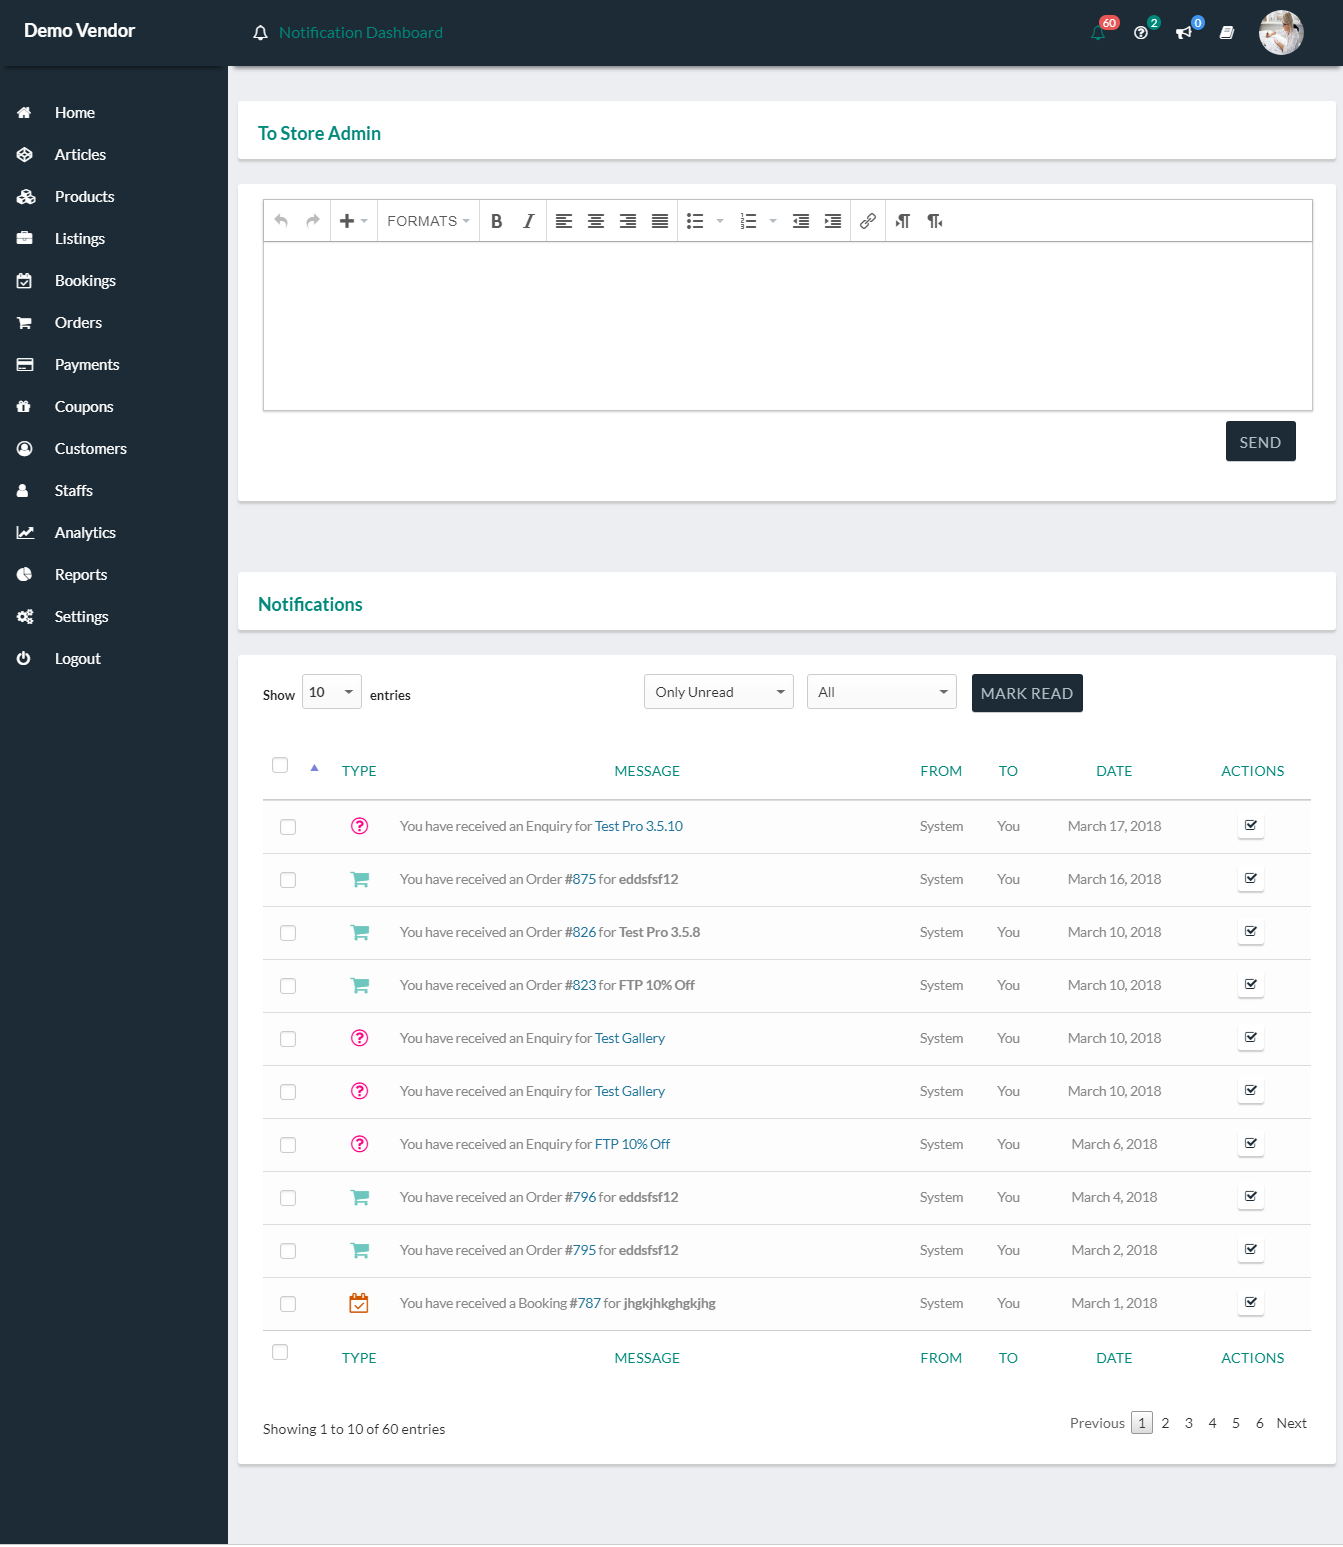 Demo Vendor
Notification Dashboard
60
2
0
Home
Articles
Products
Listings
Bookings
Orders
Payments
Coupons
Customers
Staffs
Analytics
Reports
Settings
Logout
To Store Admin
FORMATS B I
SEND
Notifications
Show 10 entries
Only Unread
All
MARK READ
TYPE MESSAGE FROM TO DATE ACTIONS
You have received an Enquiry for Test Pro 3.5.10 System You March 17, 2018
You have received an Order #875 for eddsfsf12 System You March 16, 2018
You have received an Order #826 for Test Pro 3.5.8 System You March 10, 2018
You have received an Order #823 for FTP 10% Off System You March 10, 2018
You have received an Enquiry for Test Gallery System You March 10, 2018
You have received an Enquiry for Test Gallery System You March 10, 2018
You have received an Enquiry for FTP 10% Off System You March 6, 2018
You have received an Order #796 for eddsfsf12 System You March 4, 2018
You have received an Order #795 for eddsfsf12 System You March 2, 2018
You have received a Booking #787 for jhgkjhkghgkjhg System You March 1, 2018
TYPE MESSAGE FROM TO DATE ACTIONS
Showing 1 to 10 of 60 entries
Previous 1 2 3 4 5 6 Next